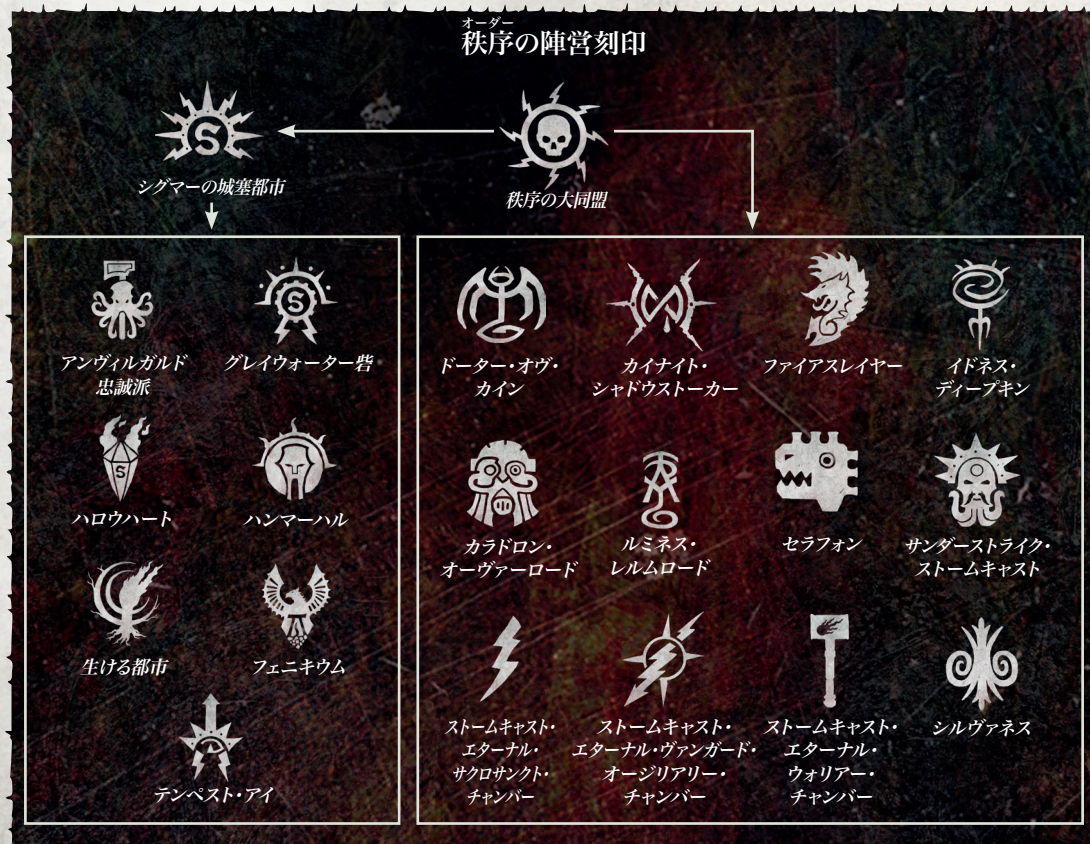 オーダー
秩序の陣営刻印
シグマーの城塞都市
秩序の大同盟
アンヴィルガルド
忠誠派
グレイウォーター砦
ハロウハート
ハンマーハル
生ける都市
フェニキウム
テンペスト・アイ
ドーター・オヴ・
カイン
カイナイト・
シャドウストーカー
ファイアスレイヤー
イドネス・
ディープキン
カラドロン・
オーヴァーロード
ルミネス・
レルムロード
セラフォン
サンダーストライク・
ストームキャスト
ストームキャスト・
エターナル・
サクロサンクト・
チャンバー
ストームキャスト・
エターナル・ヴァンガード・
オージリアリー・
チャンバー
ストームキャスト・
エターナル・
ウォリアー・
チャンバー
シルヴァネス